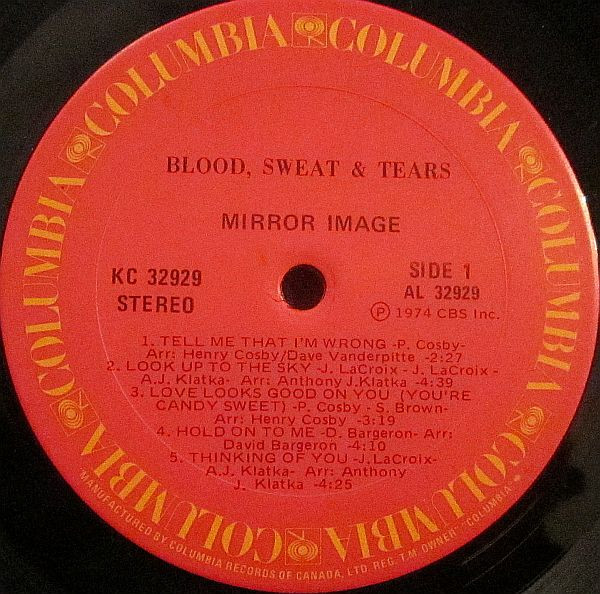 COLUMBIA COLUMBIA COLUMBIA COLUMBIA COLUMBIA COLUMBIA COLUMBIA COLUMBIA
BLOOD, SWEAT & TEARS
MIRROR IMAGE
KC 32929
STEREO
SIDE 1
AL 32929
Ⓟ 1974 CBS Inc.
1. TELL ME THAT I'M WRONG -P. Cosby-
Arr: Henry Cosby/Dave Vanderpitte -2:27
2. LOOK UP TO THE SKY -J. LaCroix - J. LaCroix -
A.J. Klatka- Arr: Anthony J.Klatka -4:39
3. LOVE LOOKS GOOD ON YOU (YOU'RE
CANDY SWEET) -P. Cosby - S. Brown-
Arr: Henry Cosby -3:19
4. HOLD ON TO ME -D. Bargeron- Arr:
David Bargeron -4:10
5. THINKING OF YOU -J.LaCroix-
A.J. Klatka- Arr: Anthony
J. Klatka -4:25
"MANUFACTURED BY COLUMBIA RECORDS OF CANADA, LTD. REG. T.M. OWNER" "COLUMBIA"